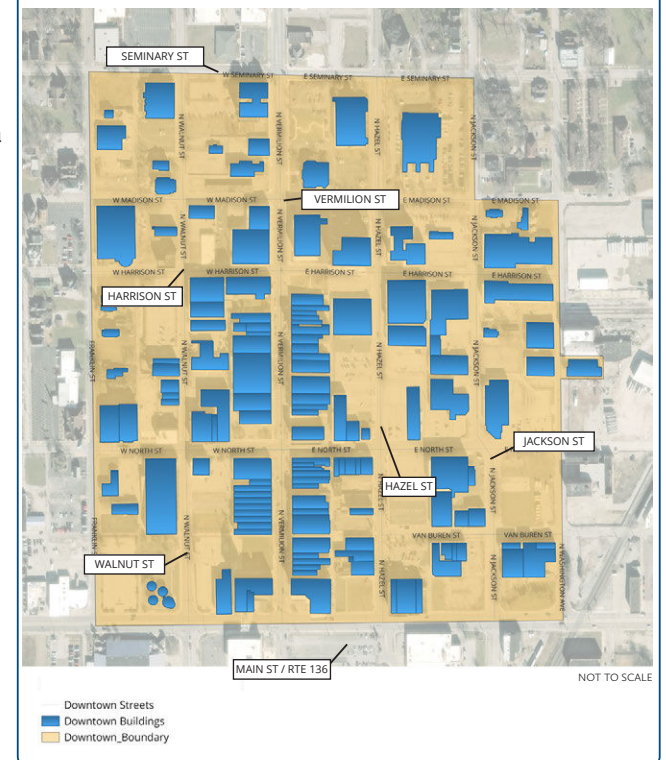 SEMINARY ST
W SEMINARY ST
E SEMINARY ST
E SEMINARY ST
N WALNUT ST
N VERMILION ST
N HAZEL ST
N JACKSON ST
VERMILION ST
W MADISON ST
W MADISON ST
E MADISON ST
E MADISON ST
N WALNUT ST
N VERMILION ST
N HAZEL ST
N JACKSON ST
W HARRISON ST
W HARRISON ST
E HARRISON ST
E HARRISON ST
E HARRISON ST
HARRISON ST
FRANKLIN ST
N WALNUT ST
N VERMILION ST
N HAZEL ST
N JACKSON ST
JACKSON ST
W NORTH ST
W NORTH ST
E NORTH ST
E NORTH ST
HAZEL ST
N HAZEL ST
N JACKSON ST
FRANKLIN ST
N WALNUT ST
N VERMILION ST
VAN BUREN ST
VAN BUREN ST
WALNUT ST
N HAZEL ST
N JACKSON ST
N WASHINGTON AVE
MAIN ST / RTE 136
NOT TO SCALE
Downtown Streets
Downtown Buildings
Downtown_Boundary